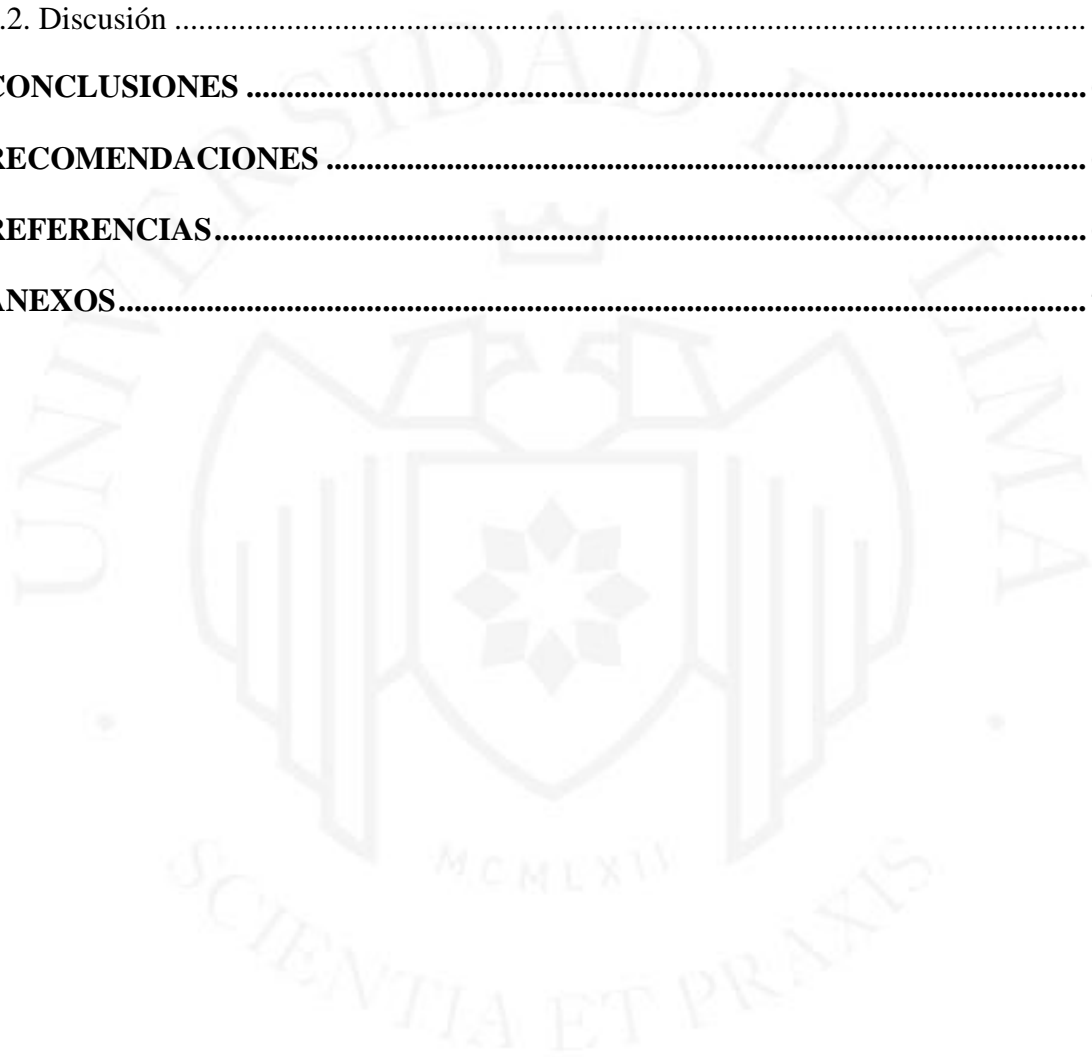 .2. Discusión ........................................................................................................................
CONCLUSIONES .........................................................................................................
RECOMENDACIONES ...............................................................................................
REFERENCIAS.............................................................................................................
ANEXOS.........................................................................................................................
UNIVERSIDAD DE LIMA
MCMLXII
SCIENTIA ET PRAXIS